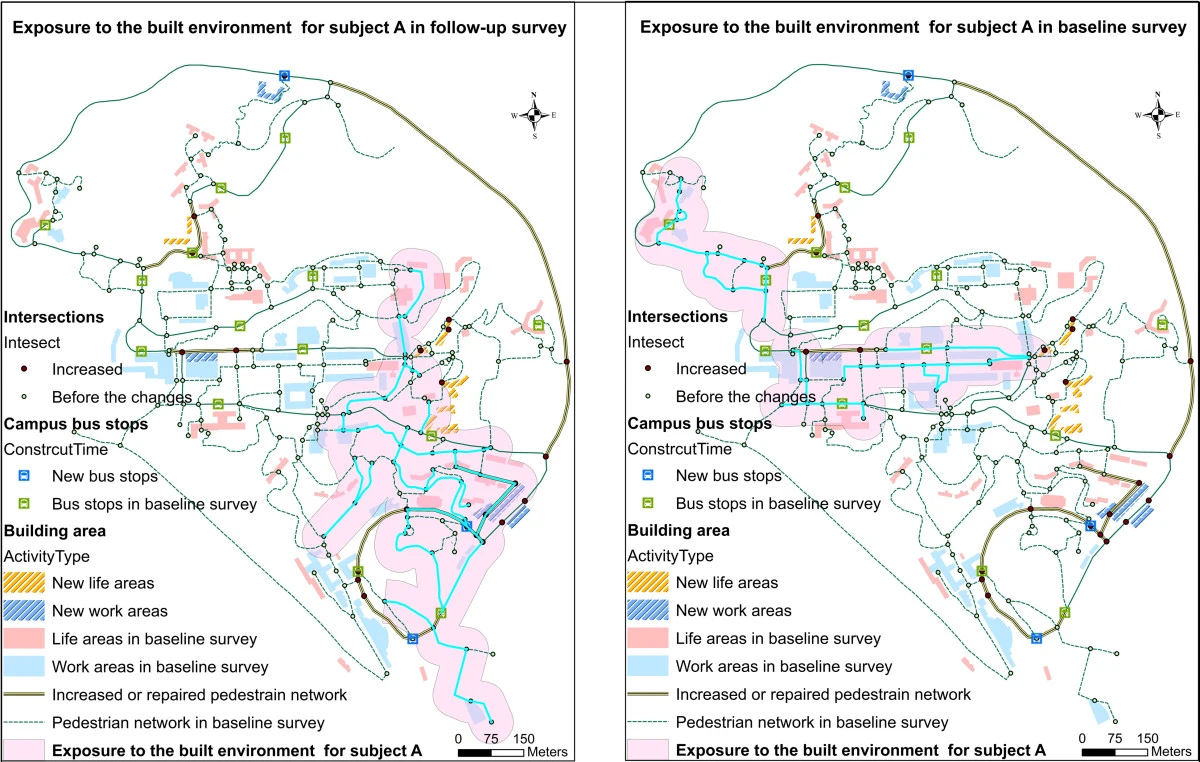 Exposure to the built environment for subject A in follow-up survey
N
W E
S
Intersections
Intesect
Increased
Before the changes
Campus bus stops
ConstrcutTime
New bus stops
Bus stops in baseline survey
Building area
ActivityType
New life areas
New work areas
Life areas in baseline survey
Work areas in baseline survey
Increased or repaired pedestrain network
Pedestrian network in baseline survey
Exposure to the built environment for subject A
0 75 150
Meters
Exposure to the built environment for subject A in baseline survey
N
W E
S
Intersections
Intesect
Increased
Before the changes
Campus bus stops
ConstrcutTime
New bus stops
Bus stops in baseline survey
Building area
ActivityType
New life areas
New work areas
Life areas in baseline survey
Work areas in baseline survey
Increased or repaired pedestrain network
Pedestrian network in baseline survey
Exposure to the built environment for subject A
0 75 150
Meters